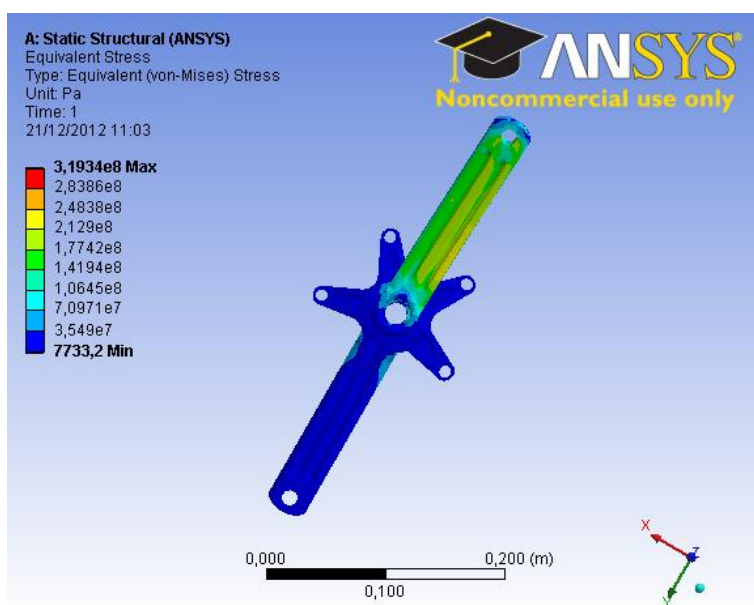 A: Static Structural (ANSYS)
Equivalent Stress
Type: Equivalent (von-Mises) Stress
Unit: Pa
Time: 1
21/12/2012 11:03
ANSYS®
Noncommercial use only
3,1934e8 Max
2,8386e8
2,4838e8
2,129e8
1,7742e8
1,4194e8
1,0645e8
7,0971e7
3,549e7
7733,2 Min
0,000
0,200 (m)
0,100
X
Z
Y